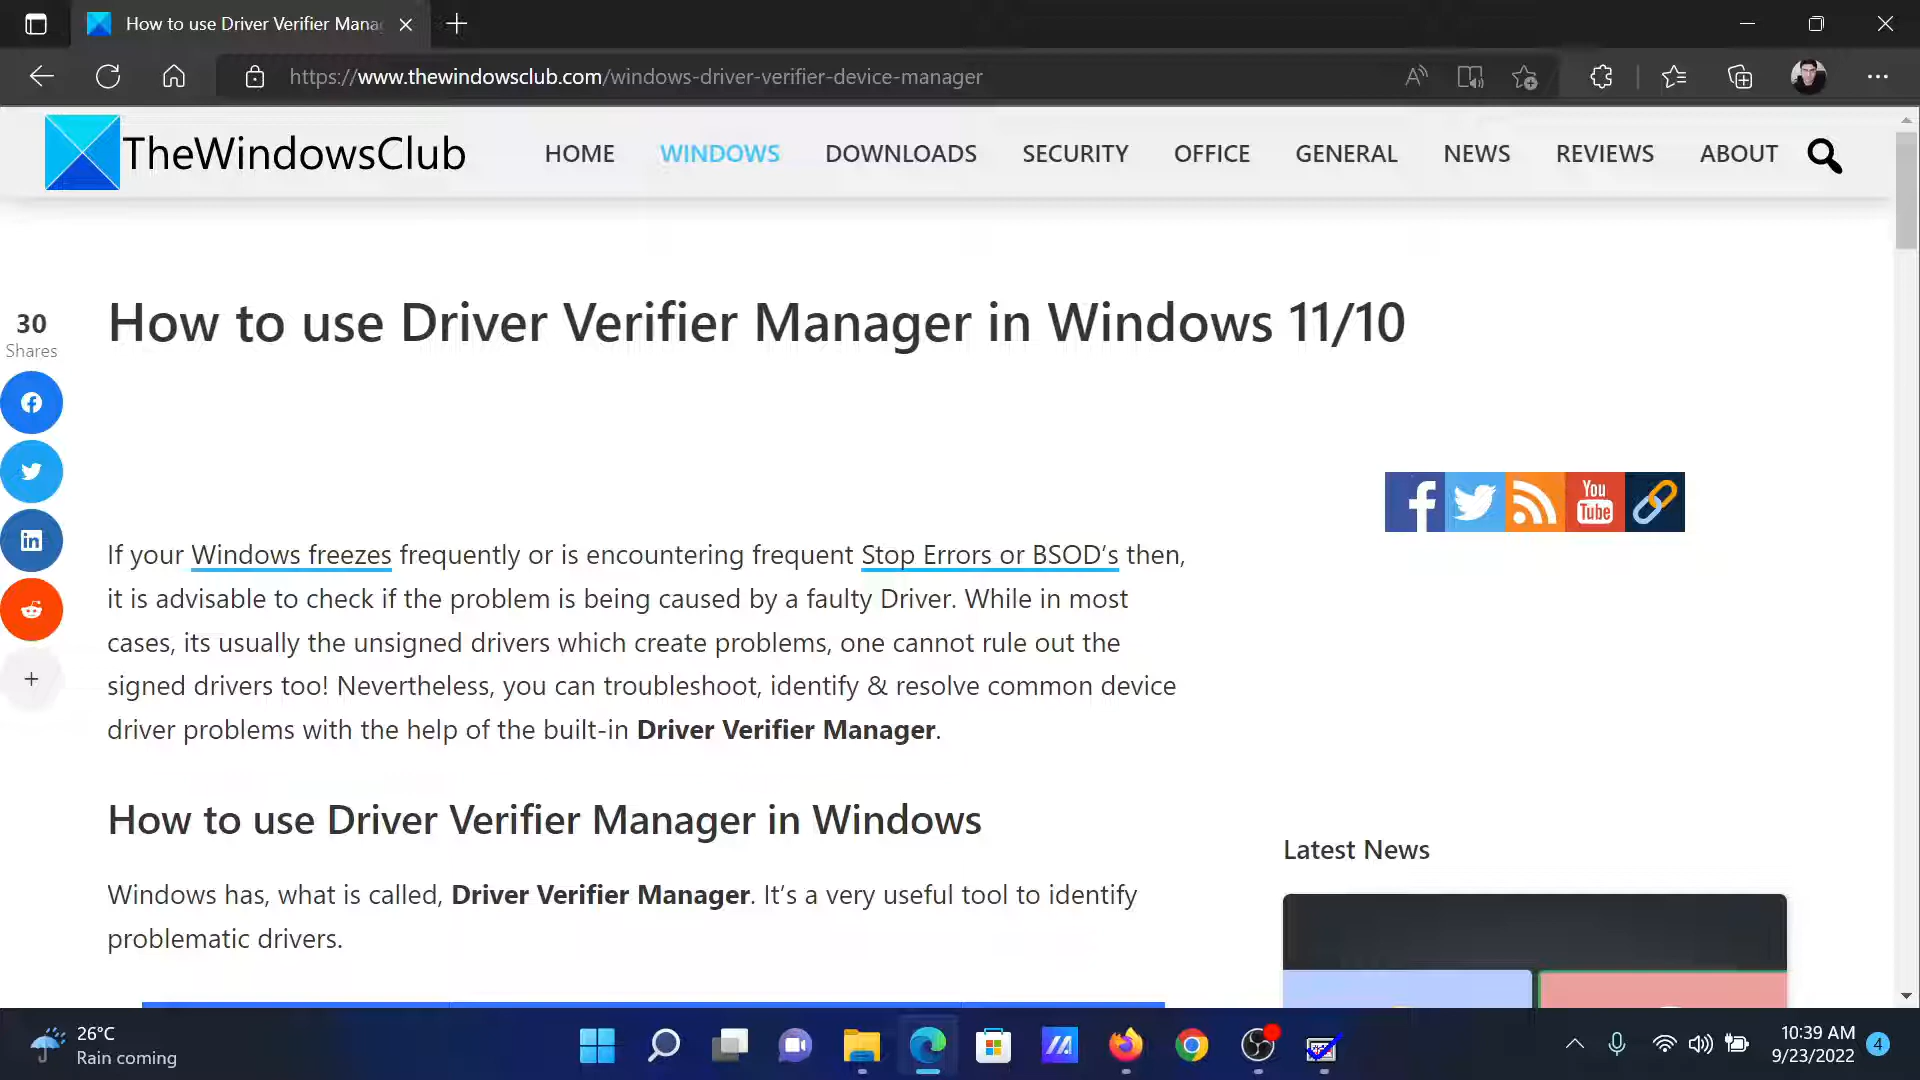 How to use Driver Verifier Mana
https://www.thewindowsclub.com/windows-driver-verifier-device-manager
TheWindowsClub
HOME WINDOWS DOWNLOADS SECURITY OFFICE GENERAL NEWS REVIEWS ABOUT
How to use Driver Verifier Manager in Windows 11/10
30
Shares
You
Tube
If your Windows freezes frequently or is encountering frequent Stop Errors or BSOD’s then,
it is advisable to check if the problem is being caused by a faulty Driver. While in most
cases, its usually the unsigned drivers which create problems, one cannot rule out the
signed drivers too! Nevertheless, you can troubleshoot, identify & resolve common device
driver problems with the help of the built-in Driver Verifier Manager.
How to use Driver Verifier Manager in Windows
Latest News
Windows has, what is called, Driver Verifier Manager. It’s a very useful tool to identify
problematic drivers.
26°C
Rain coming
10:39 AM
9/23/2022
4